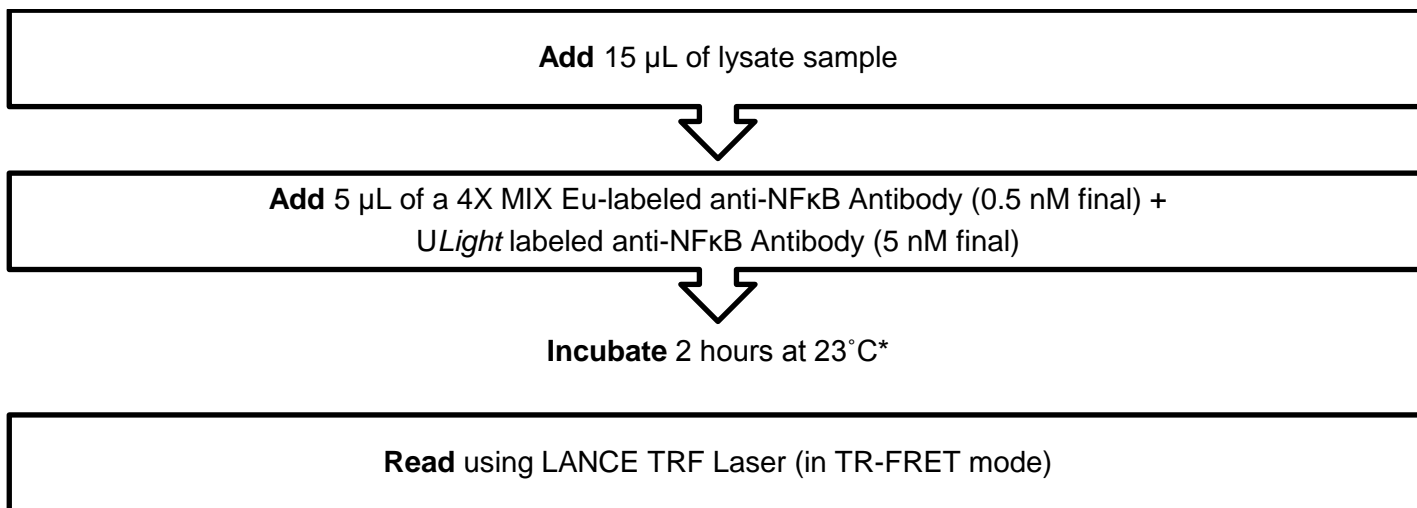 Add 15 µL of lysate sample
Add 5 µL of a 4X MIX Eu-labeled anti-NFκB Antibody (0.5 nM final) +
ULight labeled anti-NFκB Antibody (5 nM final)
Incubate 2 hours at 23˚C*
Read using LANCE TRF Laser (in TR-FRET mode)